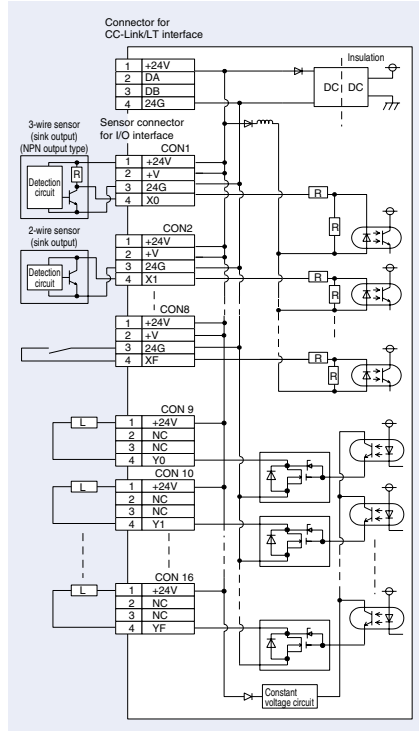 Connector for
CC-Link/LT interface
1 +24V
2 DA
3 DB
4 24G
Insulation
DC DC
3-wire sensor
(sink output)
(NPN output type)
Sensor connector
for I/O interface
CON1
1 +24V
2 +V
3 24G
4 X0
Detection
circuit
R
R
R
2-wire sensor
(sink output)
CON2
1 +24V
2 +V
3 24G
4 X1
Detection
circuit
R
R
CON8
1 +24V
2 +V
3 24G
4 XF
R
R
CON 9
L
1 +24V
2 NC
3 NC
4 Y0
CON 10
L
1 +24V
2 NC
3 NC
4 Y1
CON 16
L
1 +24V
2 NC
3 NC
4 YF
Constant
voltage circuit